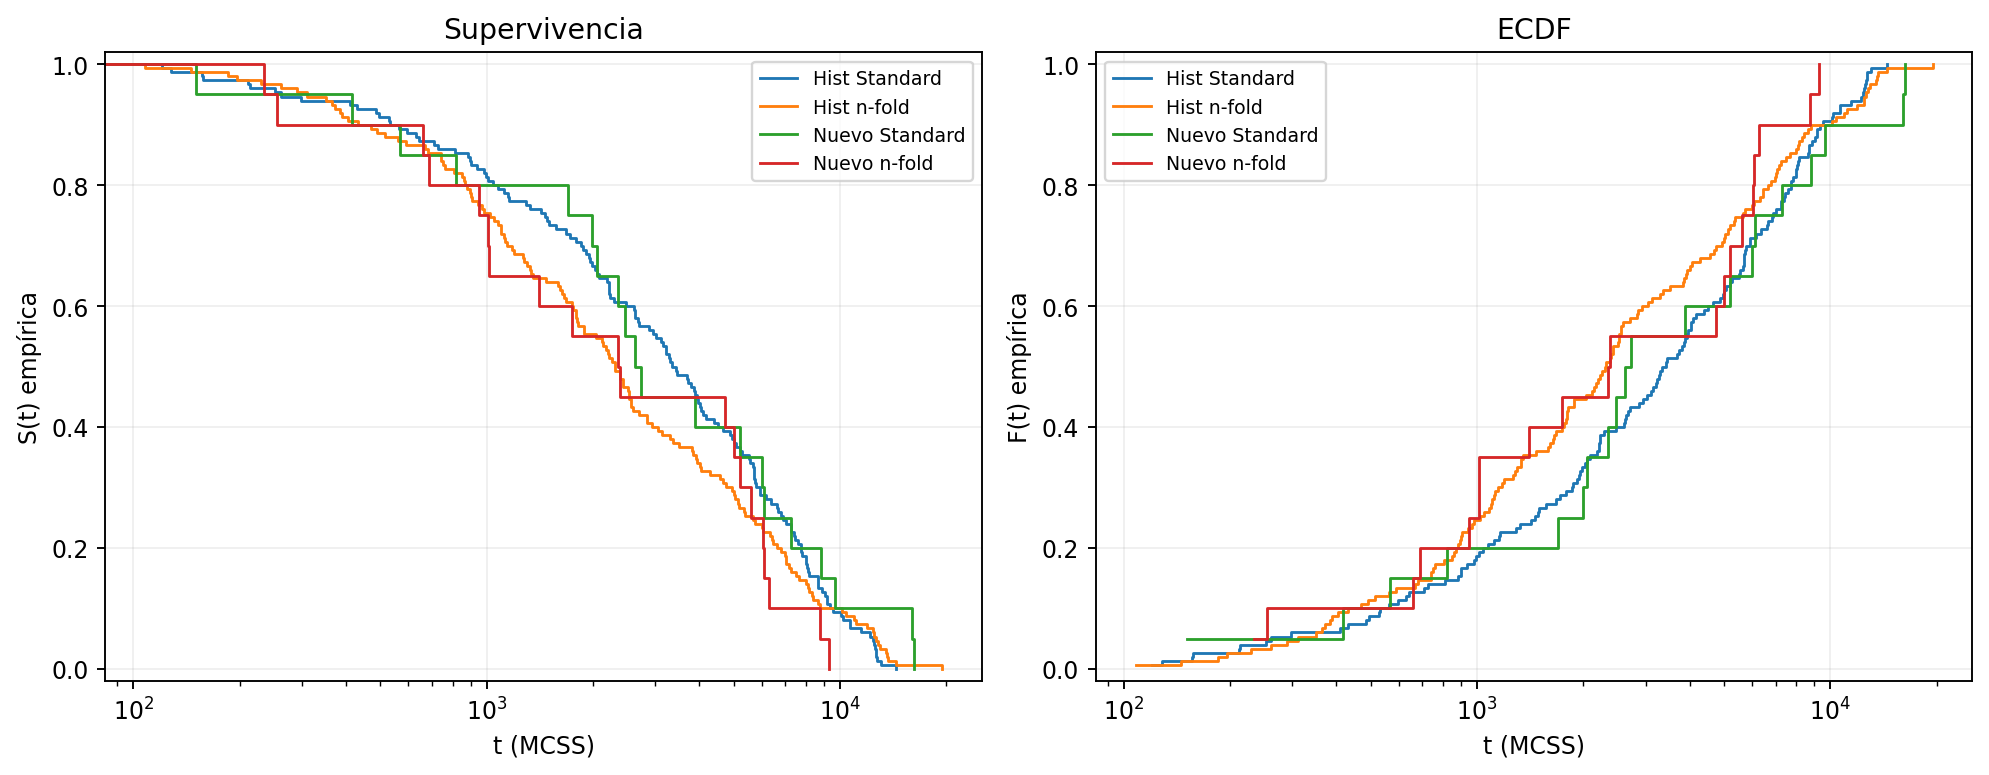 Supervivencia
1.0
0.8
0.6
0.4
0.2
0.0
S(t) empírica
10²
10³
10⁴
t (MCSS)
Hist Standard
Hist n-fold
Nuevo Standard
Nuevo n-fold
ECDF
1.0
0.8
0.6
0.4
0.2
0.0
F(t) empírica
10²
10³
10⁴
t (MCSS)
Hist Standard
Hist n-fold
Nuevo Standard
Nuevo n-fold